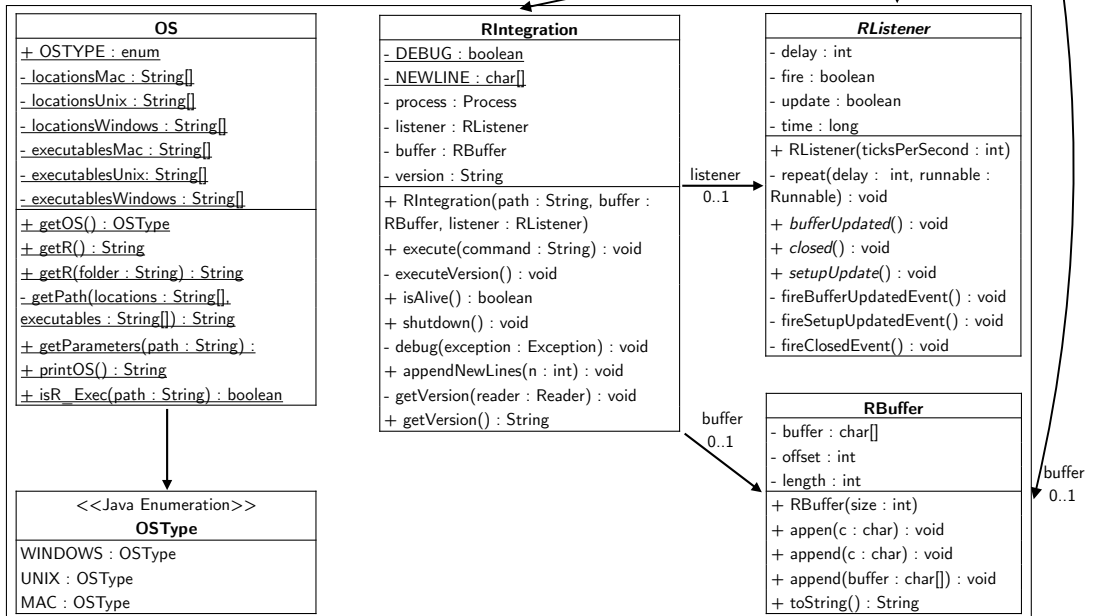 OS
+ OSTYPE : enum
- locationsMac : String[]
- locationsUnix : String[]
- locationsWindows : String[]
- executablesMac : String[]
- executablesUnix: String[]
- executablesWindows : String[]
+ getOS() : OSType
+ getR() : String
+ getR(folder : String) : String
- getPath(locations : String[],
executables : String[]) : String
+ getParameters(path : String) :
+ printOS() : String
+ isR_Exec(path : String) : boolean
<<Java Enumeration>>
OSType
WINDOWS : OSType
UNIX : OSType
MAC : OSType
RIntegration
- DEBUG : boolean
- NEWLINE : char[]
- process : Process
- listener : RListener
- buffer : RBuffer
- version : String
+ RIntegration(path : String, buffer :
RBuffer, listener : RListener)
+ execute(command : String) : void
- executeVersion() : void
+ isAlive() : boolean
+ shutdown() : void
- debug(exception : Exception) : void
+ appendNewLines(n : int) : void
- getVersion(reader : Reader) : void
+ getVersion() : String
listener
0..1
buffer
0..1
RListener
- delay : int
- fire : boolean
- update : boolean
- time : long
+ RListener(ticksPerSecond : int)
- repeat(delay : int, runnable :
Runnable) : void
+ bufferUpdated() : void
+ closed() : void
+ setupUpdate() : void
- fireBufferUpdatedEvent() : void
- fireSetupUpdatedEvent() : void
- fireClosedEvent() : void
RBuffer
- buffer : char[]
- offset : int
- length : int
+ RBuffer(size : int)
+ appen(c : char) : void
+ append(c : char) : void
+ append(buffer : char[]) : void
+ toString() : String
buffer
0..1